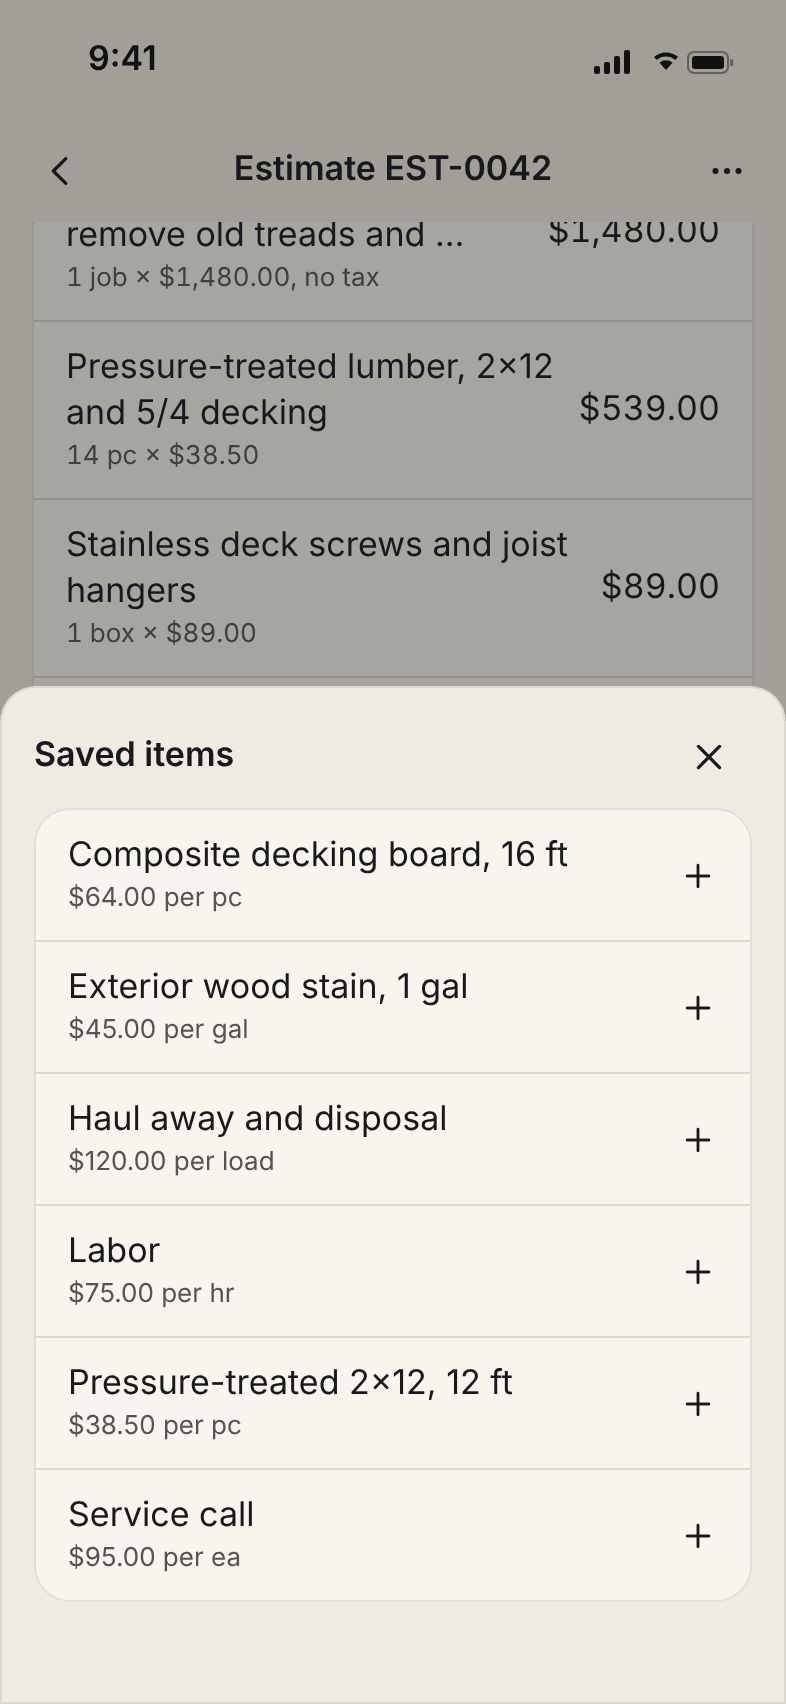 9:41
Estimate EST-0042
remove old treads and ...
$1,480.00
1 job × $1,480.00, no tax
Pressure-treated lumber, 2×12
and 5/4 decking
$539.00
14 pc × $38.50
Stainless deck screws and joist
hangers
$89.00
1 box × $89.00
Saved items
Composite decking board, 16 ft
$64.00 per pc
Exterior wood stain, 1 gal
$45.00 per gal
Haul away and disposal
$120.00 per load
Labor
$75.00 per hr
Pressure-treated 2×12, 12 ft
$38.50 per pc
Service call
$95.00 per ea